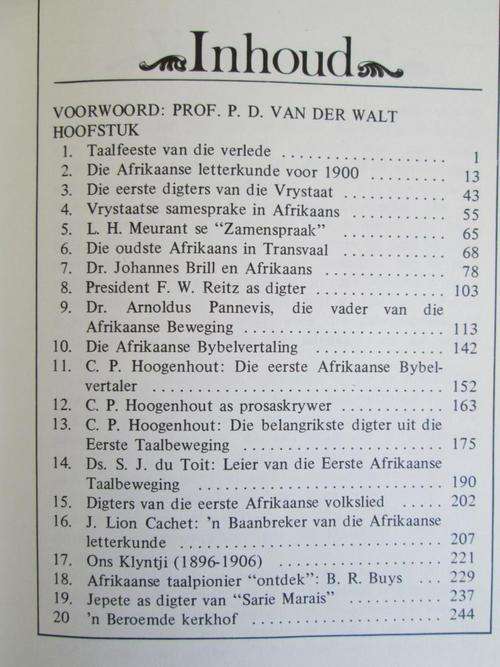 Inhoud
VOORWOORD: PROF. P. D. VAN DER WALT
HOOFSTUK
1. Taalfeeste van die verlede .................. 1
2. Die Afrikaanse letterkunde voor 1900 ......... 13
3. Die eerste digters van die Vrystaat ............ 43
4. Vrystaatse samesprake in Afrikaans ........... 55
5. L. H. Meurant se “Zamenspraak” .............. 65
6. Die oudste Afrikaans in Transvaal ............ 68
7. Dr. Johannes Brill en Afrikaans .............. 78
8. President F. W. Reitz as digter ............... 103
9. Dr. Arnoldus Pannevis, die vader van die
Afrikaanse Beweging ...................... 113
10. Die Afrikaanse Bybelvertaling .............. 142
11. C. P. Hoogenhout: Die eerste Afrikaanse Bybel-
vertaler ................................. 152
12. C. P. Hoogenhout as prosaskrywer ........... 163
13. C. P. Hoogenhout: Die belangrikste digter uit die
Eerste Taalbeweging ...................... 175
14. Ds. S. J. du Toit: Leier van die Eerste Afrikaanse
Taalbeweging ........................... 190
15. Digters van die eerste Afrikaanse volkslied ..... 202
16. J. Lion Cachet: 'n Baanbreker van die Afrikaanse
letterkunde ............................. 207
17. Ons Klyntji (1896-1906) .................... 221
18. Afrikaanse taalpionier “ontdek”: B. R. Buys ... 229
19. Jepete as digter van “Sarie Marais” ........... 237
20 'n Beroemde kerkhof ...................... 244